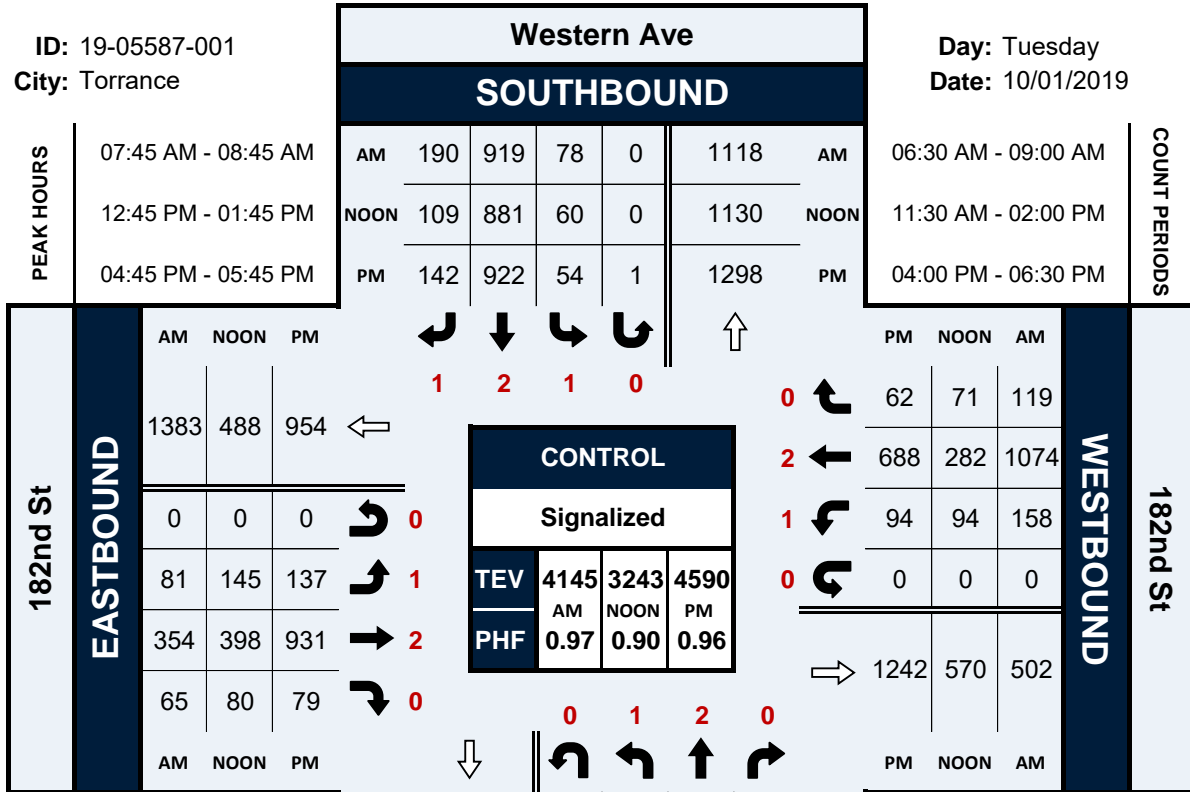 ID: 19-05587-001
City: Torrance
Western Ave
SOUTHBOUND
Day: Tuesday
Date: 10/01/2019
PEAK HOURS
07:45 AM - 08:45 AM
12:45 PM - 01:45 PM
04:45 PM - 05:45 PM
AM 190 919 78 0 1118 AM
NOON 109 881 60 0 1130 NOON
PM 142 922 54 1 1298 PM
06:30 AM - 09:00 AM
11:30 AM - 02:00 PM
04:00 PM - 06:30 PM
COUNT PERIODS
1 2 1 0
182nd St
EASTBOUND
AM NOON PM
1383 488 954
0 0 0 0
81 145 137 1
354 398 931 2
65 80 79 0
AM NOON PM
CONTROL
Signalized
TEV 4145 3243 4590
AM NOON PM
PHF 0.97 0.90 0.96
PM NOON AM
0 62 71 119
2 688 282 1074
1 94 94 158
0 0 0 0
1242 570 502
PM NOON AM
WESTBOUND
182nd St
0 1 2 0